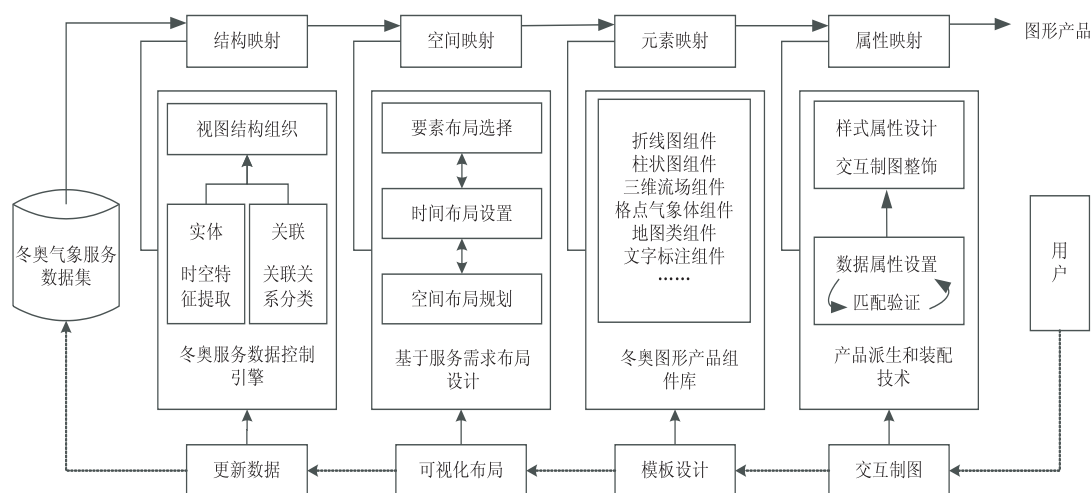 结构映射
空间映射
元素映射
属性映射
图形产品
冬奥气象服务
数据集
视图结构组织
实体
时空特
征提取
关联
关联关
系分类
冬奥服务数据控制
引擎
要素布局选择
时间布局设置
空间布局规划
基于服务需求布局
设计
折线图组件
柱状图组件
三维流场组件
格点气象体组件
地图类组件
文字标注组件
……
冬奥图形产品组
件库
样式属性设计
交互制图整饰
数据属性设置
匹配验证
产品派生和装配
技术
用
户
更新数据
可视化布局
模板设计
交互制图